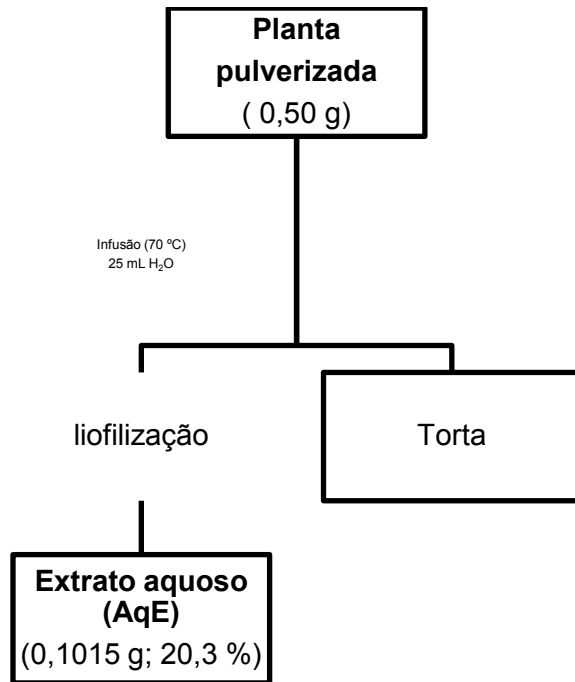 Planta
pulverizada
( 0,50 g)
Infusão (70 ºC)
25 mL H₂O
liofilização
Torta
Extrato aquoso
(AqE)
(0,1015 g; 20,3 %)